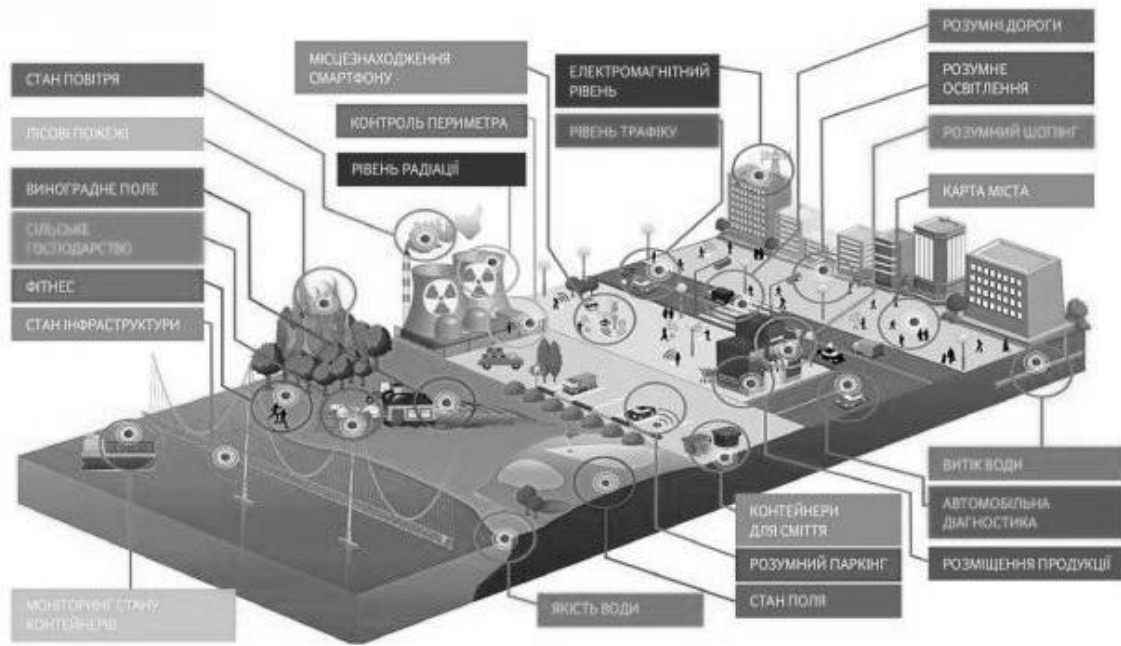 СТАН ПОВІТРЯ
ЛІСОВІ ПОЖЕЖІ
ВИНОГРАДНЕ ПОЛЕ
СІЛЬСЬКЕ
ГОСПОДАРСТВО
ФІТНЕС
СТАН ІНФРАСТРУКТУРИ
МОНІТОРИНГ СТАНУ
КОНТЕЙНЕРІВ
МІСЦЕЗНАХОДЖЕННЯ
СМАРТФОНУ
КОНТРОЛЬ ПЕРИМЕТРА
РІВЕНЬ РАДІАЦІЇ
ЕЛЕКТРОМАГНІТНИЙ
РІВЕНЬ
РІВЕНЬ ТРАФІКУ
РОЗУМНІ ДОРОГИ
РОЗУМНЕ
ОСВІТЛЕННЯ
РОЗУМНИЙ ШОПІНГ
КАРТА МІСТА
ВИТІК ВОДИ
АВТОМОБІЛЬНА
ДІАГНОСТИКА
РОЗМІЩЕННЯ ПРОДУКЦІЇ
КОНТЕЙНЕРИ
ДЛЯ СМІТТЯ
РОЗУМНИЙ ПАРКІНГ
СТАН ПОЛЯ
ЯКІСТЬ ВОДИ